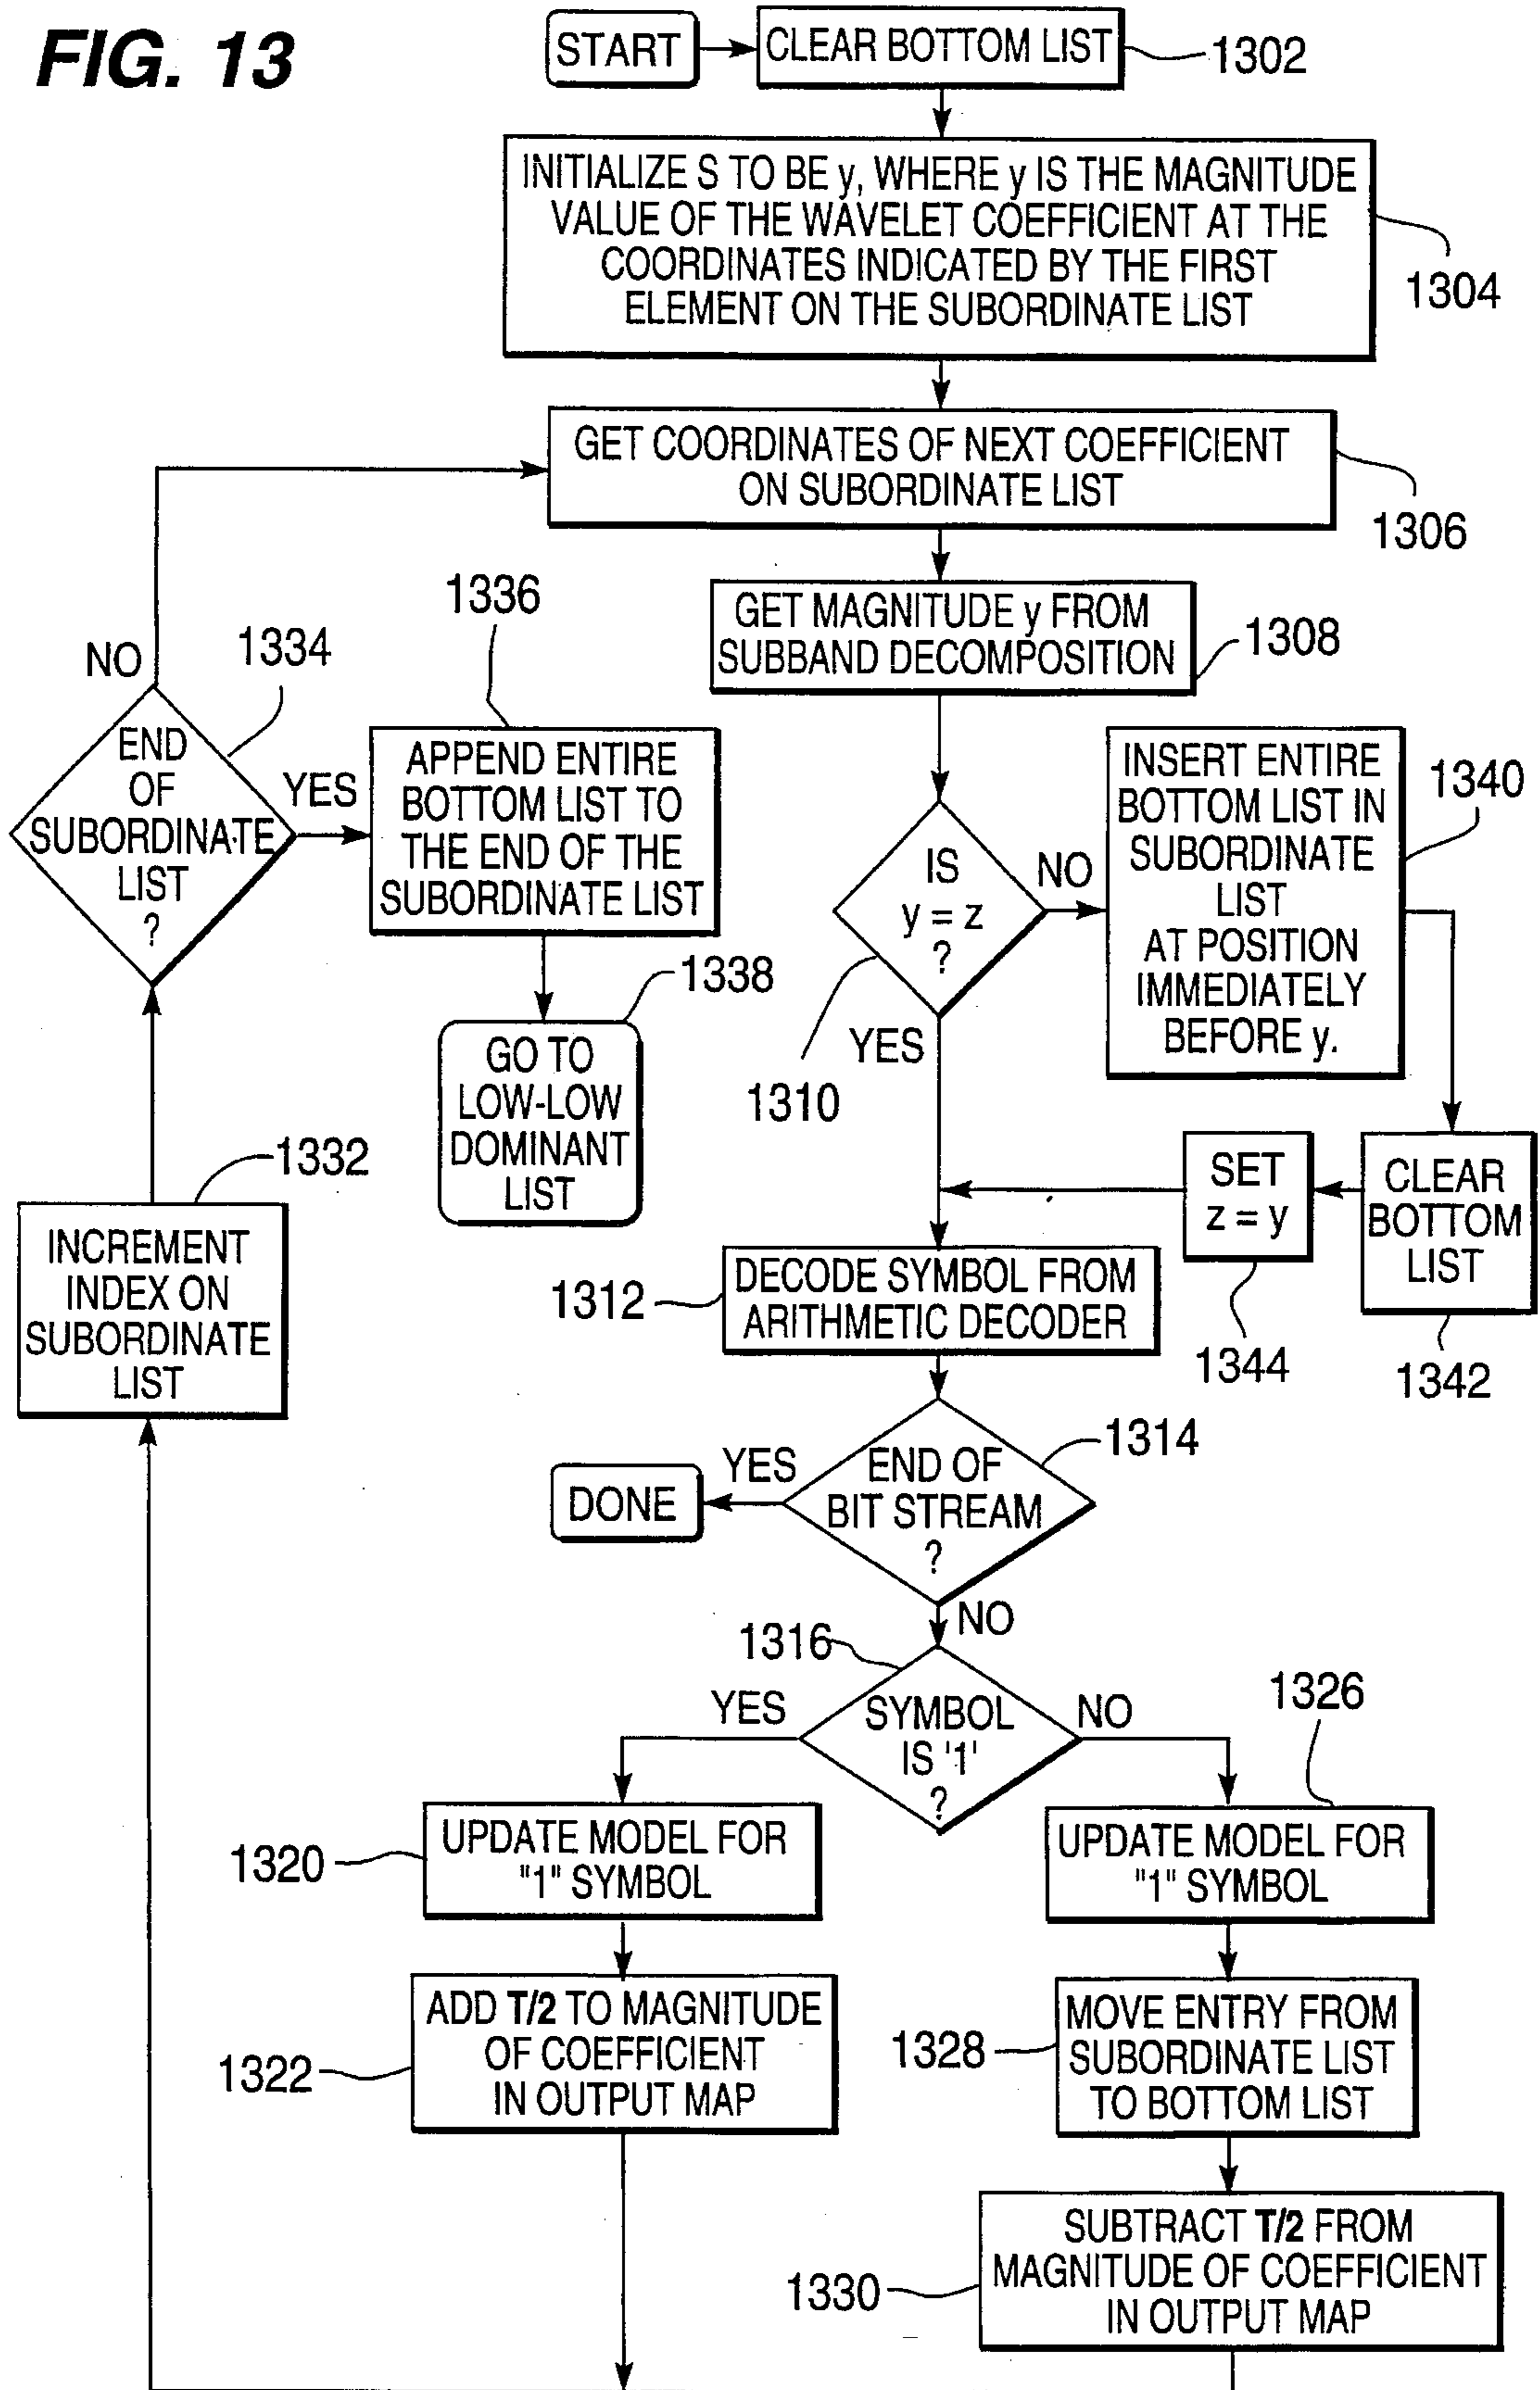 FIG. 13
START
CLEAR BOTTOM LIST
1302
INITIALIZE S TO BE y, WHERE y IS THE MAGNITUDE
VALUE OF THE WAVELET COEFFICIENT AT THE
COORDINATES INDICATED BY THE FIRST
ELEMENT ON THE SUBORDINATE LIST
1304
GET COORDINATES OF NEXT COEFFICIENT
ON SUBORDINATE LIST
1306
GET MAGNITUDE y FROM
SUBBAND DECOMPOSITION
1308
NO
1334
END
OF
SUBORDINATE
LIST
?
YES
1336
APPEND ENTIRE
BOTTOM LIST TO
THE END OF THE
SUBORDINATE LIST
1338
GO TO
LOW-LOW
DOMINANT
LIST
IS
y = z
?
NO
YES
1310
INSERT ENTIRE
BOTTOM LIST IN
SUBORDINATE
LIST
AT POSITION
IMMEDIATELY
BEFORE y.
1340
CLEAR
BOTTOM
LIST
1342
SET
z = y
1344
1332
INCREMENT
INDEX ON
SUBORDINATE
LIST
1312
DECODE SYMBOL FROM
ARITHMETIC DECODER
1314
END OF
BIT STREAM
?
YES
DONE
NO
1316
SYMBOL
IS '1'
?
YES
NO
1320
UPDATE MODEL FOR
"1" SYMBOL
1326
UPDATE MODEL FOR
"1" SYMBOL
1322
ADD T/2 TO MAGNITUDE
OF COEFFICIENT
IN OUTPUT MAP
1328
MOVE ENTRY FROM
SUBORDINATE LIST
TO BOTTOM LIST
1330
SUBTRACT T/2 FROM
MAGNITUDE OF COEFFICIENT
IN OUTPUT MAP